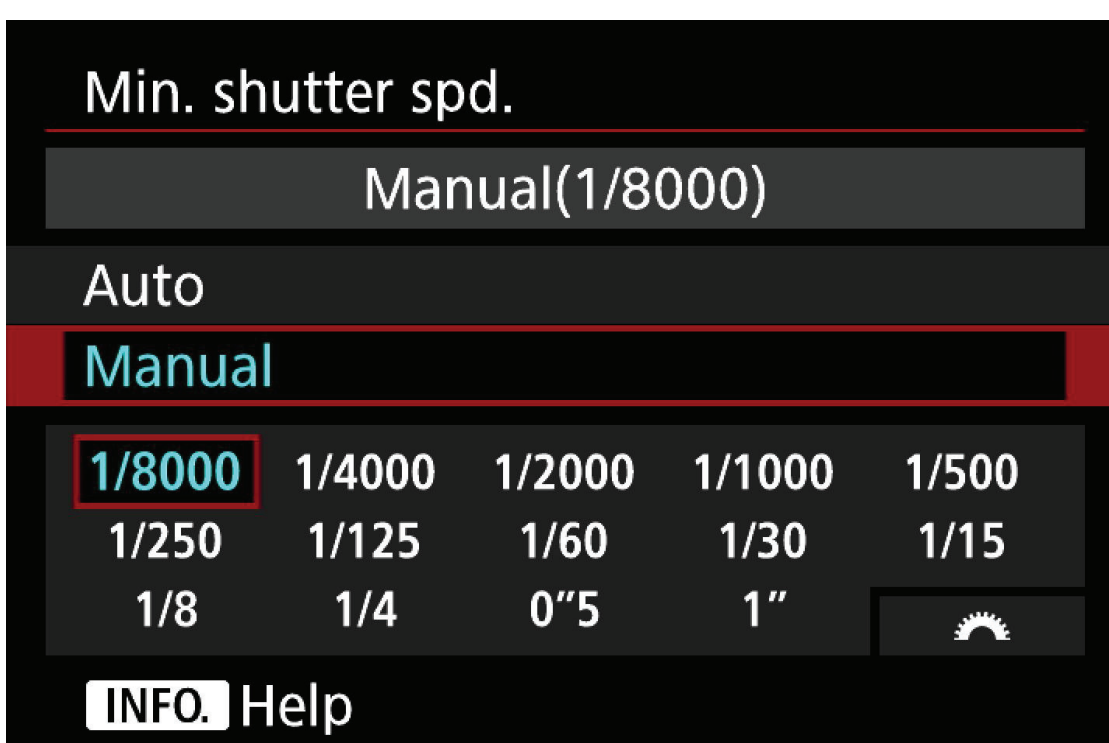 Min. shutter spd.
Manual(1/8000)
Auto
Manual
1/8000 1/4000 1/2000 1/1000 1/500
1/250 1/125 1/60 1/30 1/15
1/8 1/4 0"5 1"
INFO. Help